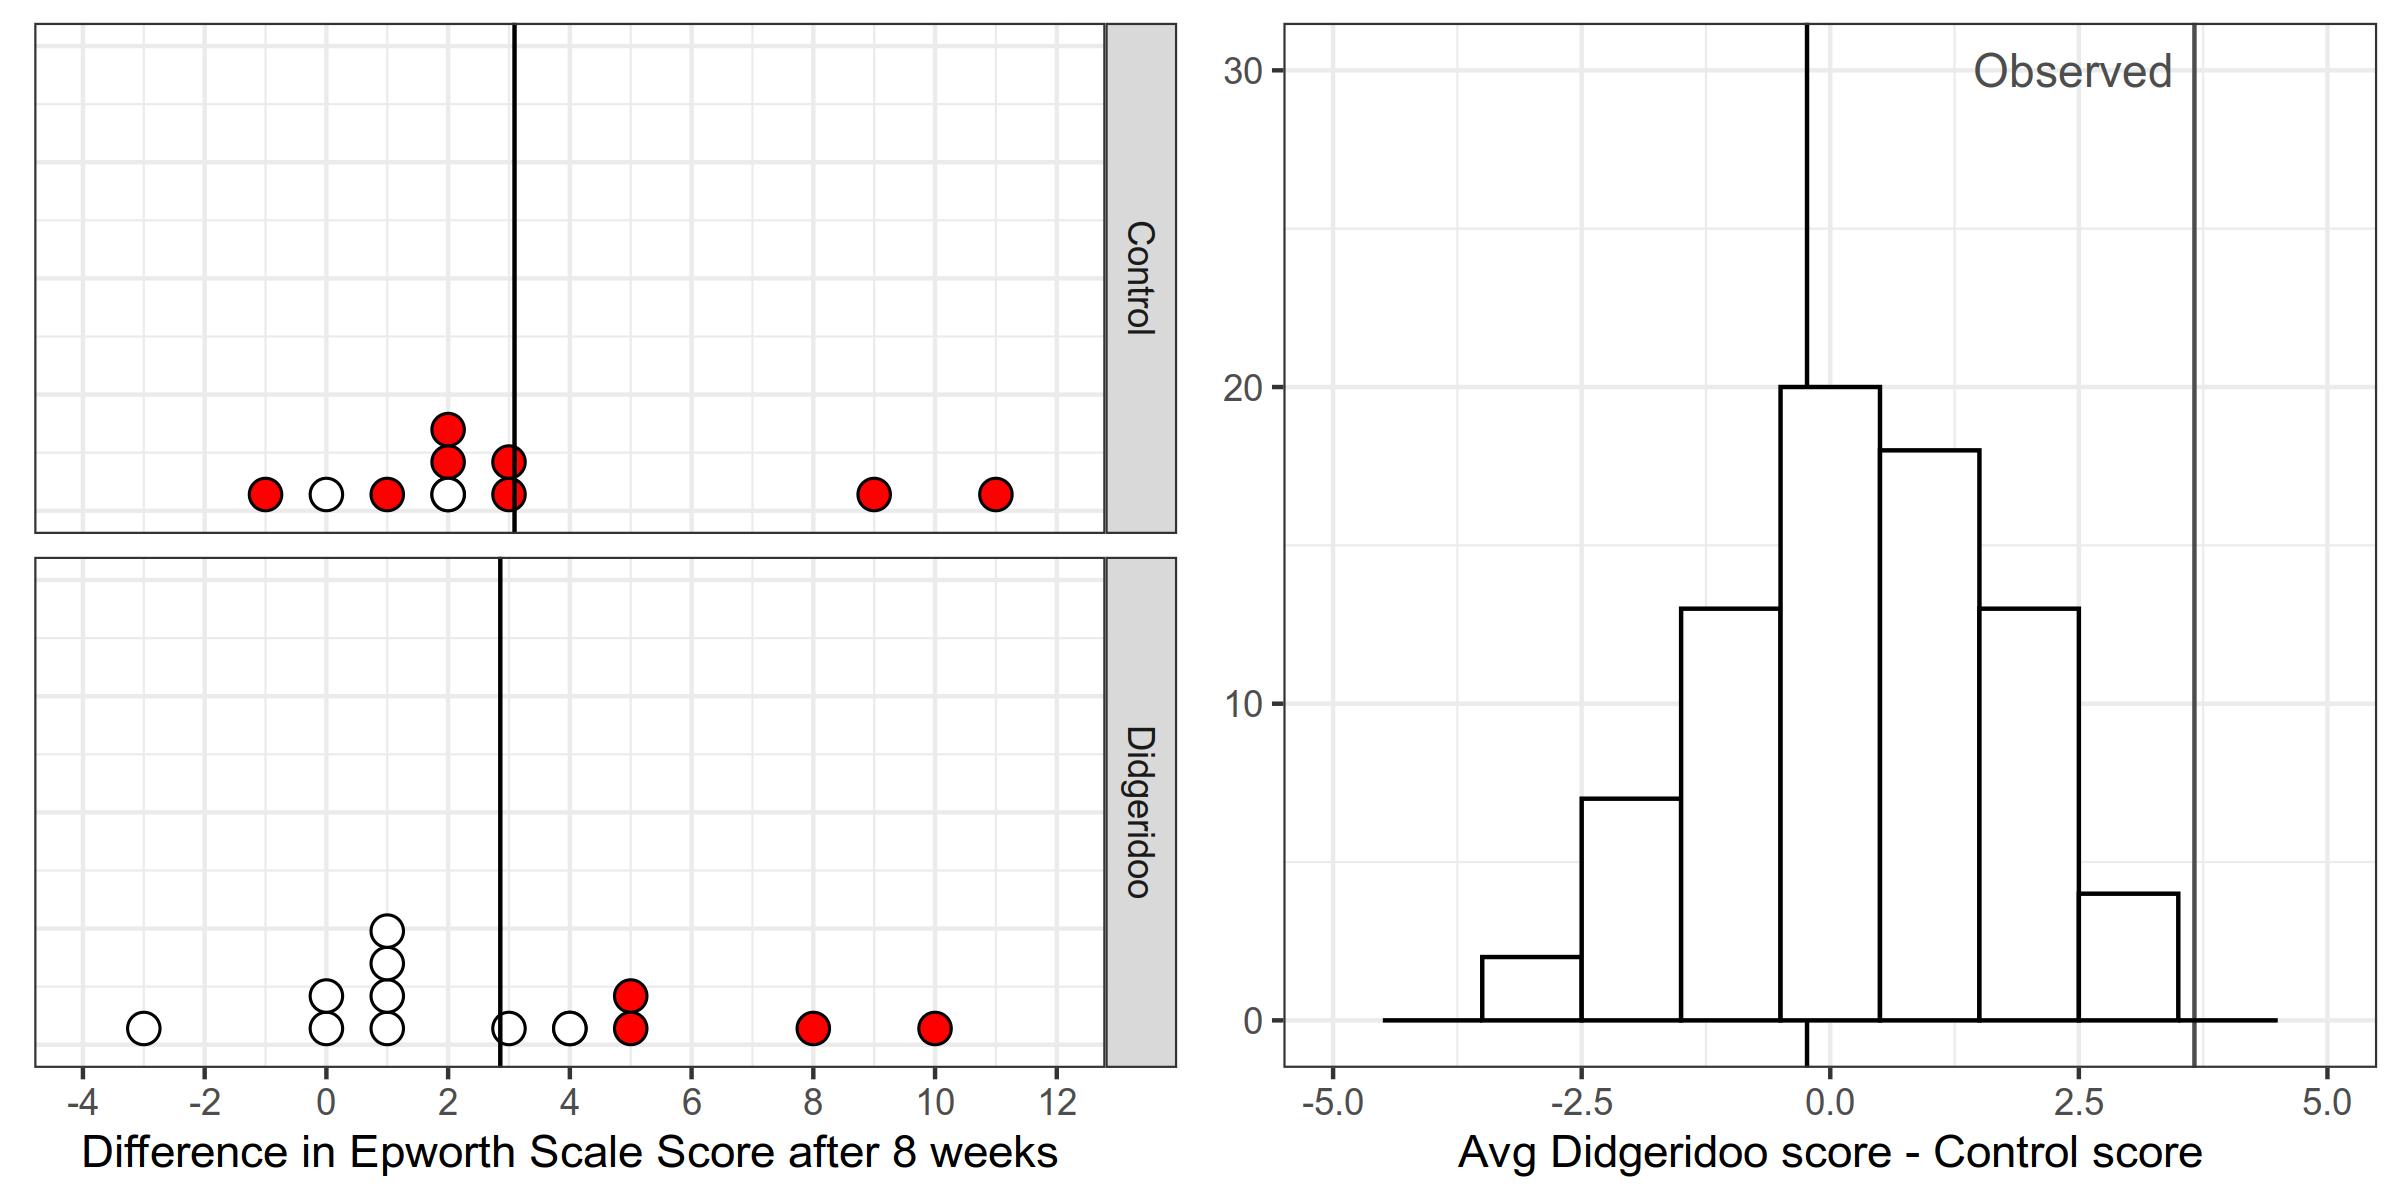 Control
Didgeridoo
-4 -2 0 2 4 6 8 10 12
Difference in Epworth Scale Score after 8 weeks
Observed
30
20
10
0
-5.0 -2.5 0.0 2.5 5.0
Avg Didgeridoo score - Control score